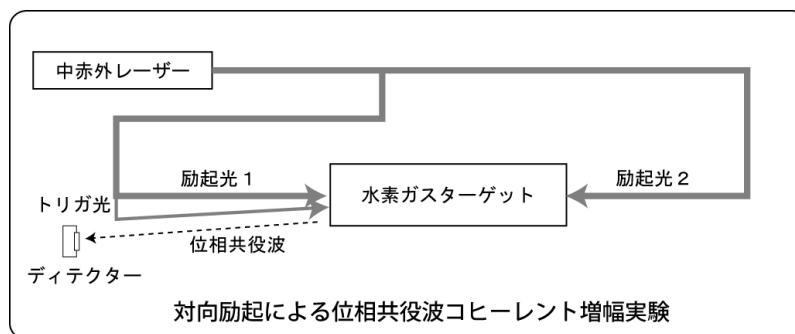 中赤外レーザー
励起光1
水素ガスターゲット
励起光2
トリガ光
位相共役波
ディテクター
対向励起による位相共役波コヒーレント増幅実験